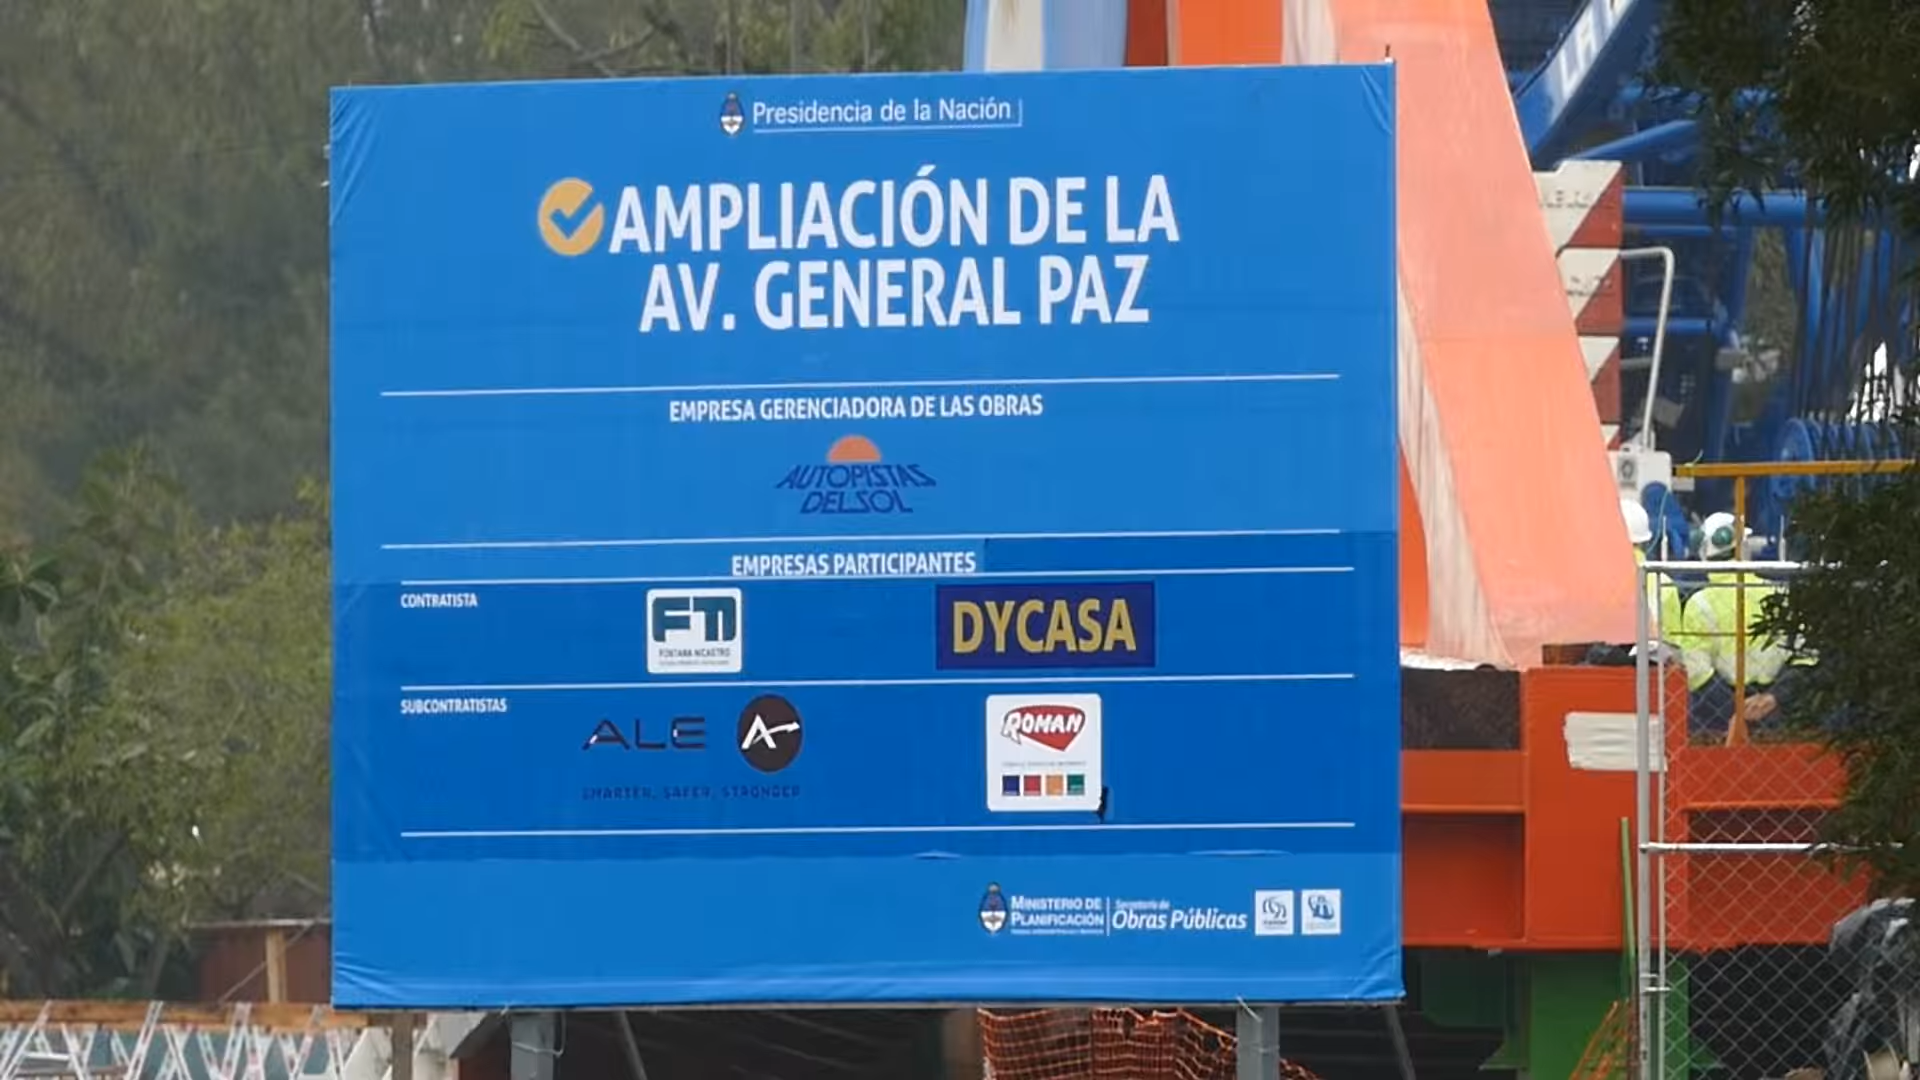 Presidencia de la Nación
AMPLIACIÓN DE LA
AV. GENERAL PAZ
EMPRESA GERENCIADORA DE LAS OBRAS
AUTOPISTAS
DEL SOL
EMPRESAS PARTICIPANTES
CONTRATISTA
FONTANA NICASTRO
DYCASA
SUBCONTRATISTAS
ALE
SMARTER. SAFER. STRONGER
ROMAN
MINISTERIO DE
PLANIFICACIÓN
Secretaría de
Obras Públicas